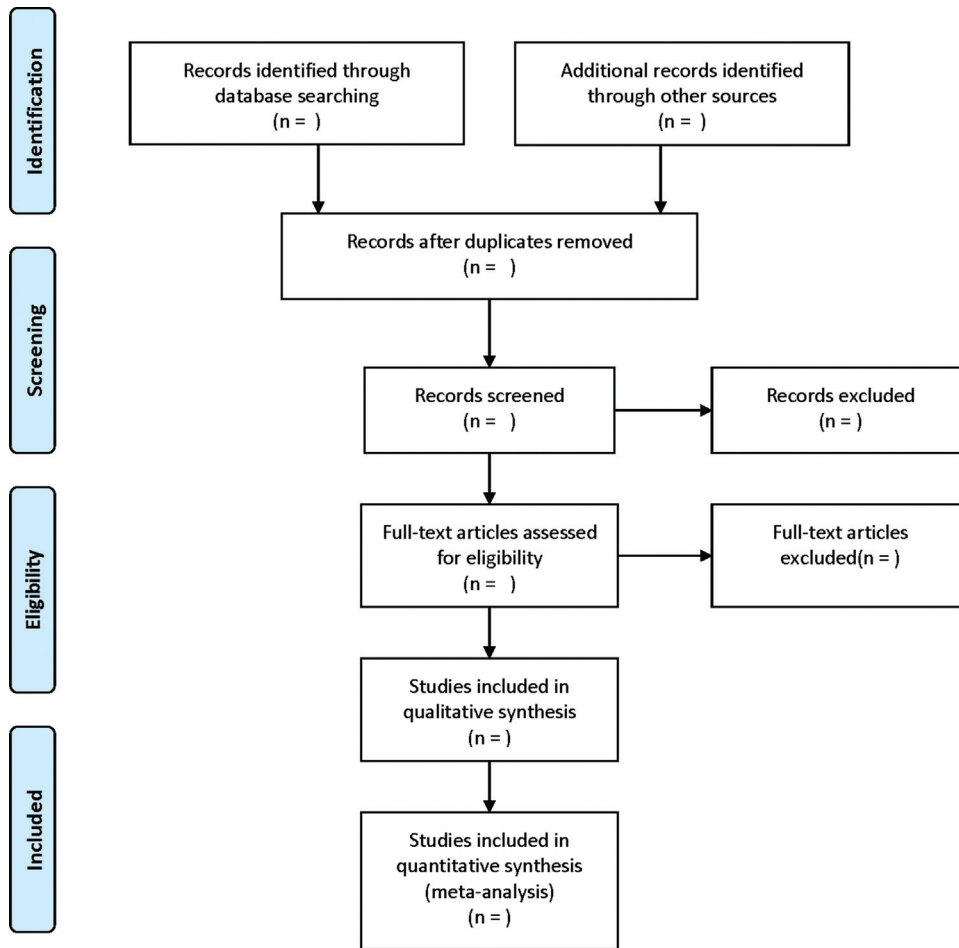 Identification
Records identified through
database searching
(n =  )
Additional records identified
through other sources
(n =  )
Records after duplicates removed
(n =   )
Screening
Records screened
(n =   )
Records excluded
(n = )
Eligibility
Full-text articles assessed
for eligibility
(n =   )
Full-text articles
excluded(n = )
Studies included in
qualitative synthesis
(n = )
Included
Studies included in
quantitative synthesis
(meta-analysis)
(n = )